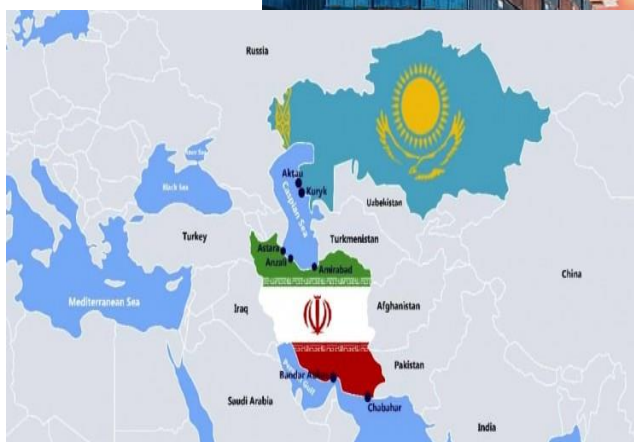 Russia
Aktau
Kuryk
Caspian Sea
Black Sea
Uzbekistan
Turkey
Turkmenistan
Astara
Anzali
Amirabad
China
Mediterranean Sea
Iraq
Afghanistan
Pakistan
Bandar
Gulf
Saudi Arabia
Chabahar
India